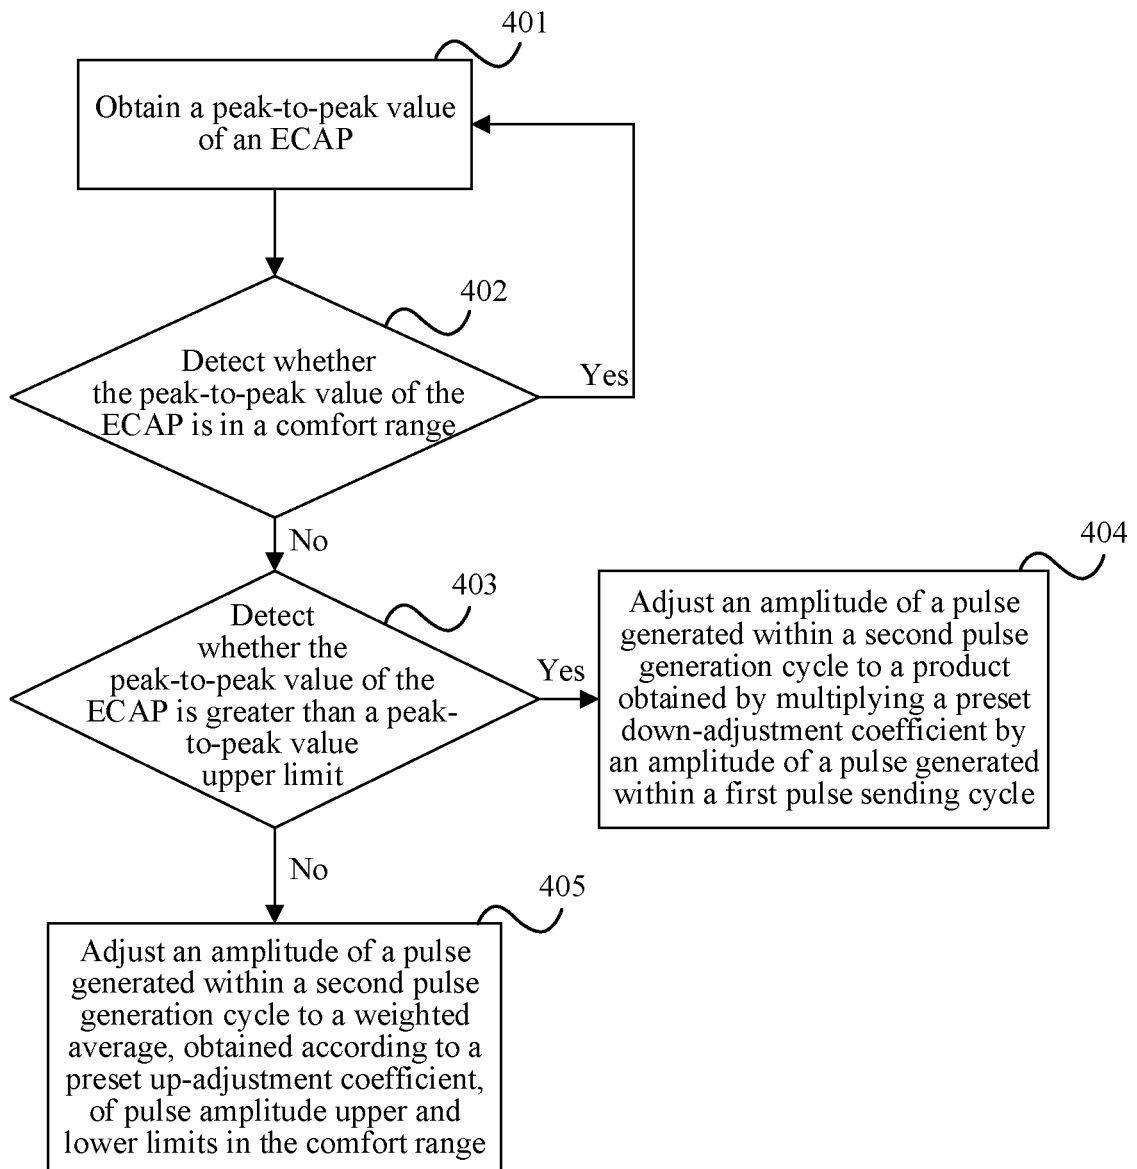 401
Obtain a peak-to-peak value
of an ECAP
402
Detect whether
the peak-to-peak value of the
ECAP is in a comfort range
Yes
No
403
Detect
whether the
peak-to-peak value of the
ECAP is greater than a peak-
to-peak value
upper limit
Yes
404
Adjust an amplitude of a pulse
generated within a second pulse
generation cycle to a product
obtained by multiplying a preset
down-adjustment coefficient by
an amplitude of a pulse generated
within a first pulse sending cycle
No
405
Adjust an amplitude of a pulse
generated within a second pulse
generation cycle to a weighted
average, obtained according to a
preset up-adjustment coefficient,
of pulse amplitude upper and
lower limits in the comfort range